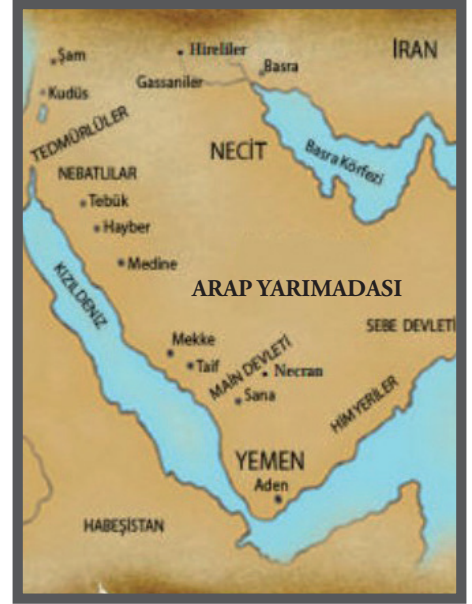 Hireliler
İRAN
Şam
Basra
Gassaniler
Kudüs
TEDMÜRLÜLER
NECİT
Basra Körfezi
NEBATLILAR
Tebük
Hayber
Medine
KIZILDENİZ
ARAP YARIMADASI
SEBE DEVLETİ
Mekke
Taif
MAİN DEVLETİ
Necran
Sana
HİMYERİLER
YEMEN
Aden
HABEŞİSTAN